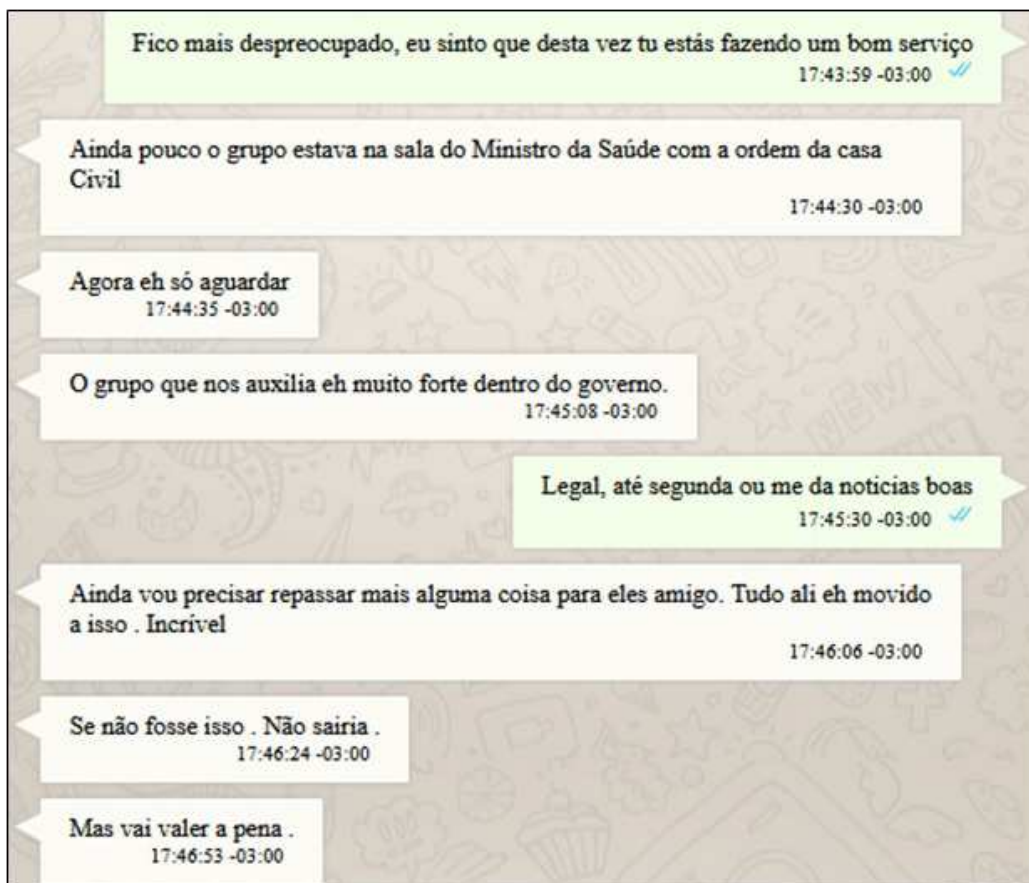 Fico mais despreocupado, eu sinto que desta vez tu estás fazendo um bom serviço
17:43:59 -03:00
Ainda pouco o grupo estava na sala do Ministro da Saúde com a ordem da casa
Civil
17:44:30 -03:00
Agora eh só aguardar
17:44:35 -03:00
O grupo que nos auxilia eh muito forte dentro do governo.
17:45:08 -03:00
Legal, até segunda ou me da noticias boas
17:45:30 -03:00
Ainda vou precisar repassar mais alguma coisa para eles amigo. Tudo ali eh movido
a isso . Incrível
17:46:06 -03:00
Se não fosse isso . Não sairia .
17:46:24 -03:00
Mas vai valer a pena .
17:46:53 -03:00